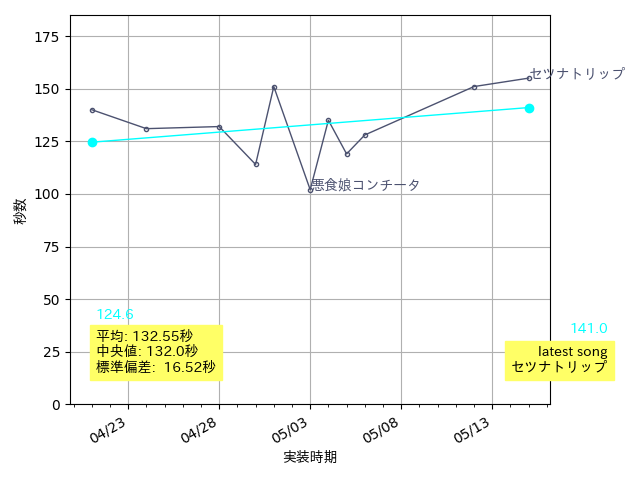 175
150
125
100
75
50
25
0
秒数
セツナトリップ
悪食娘コンチータ
124.6
平均: 132.55秒
中央値: 132.0秒
標準偏差: 16.52秒
141.0
latest song
セツナトリップ
04/23
04/28
05/03
05/08
05/13
実装時期